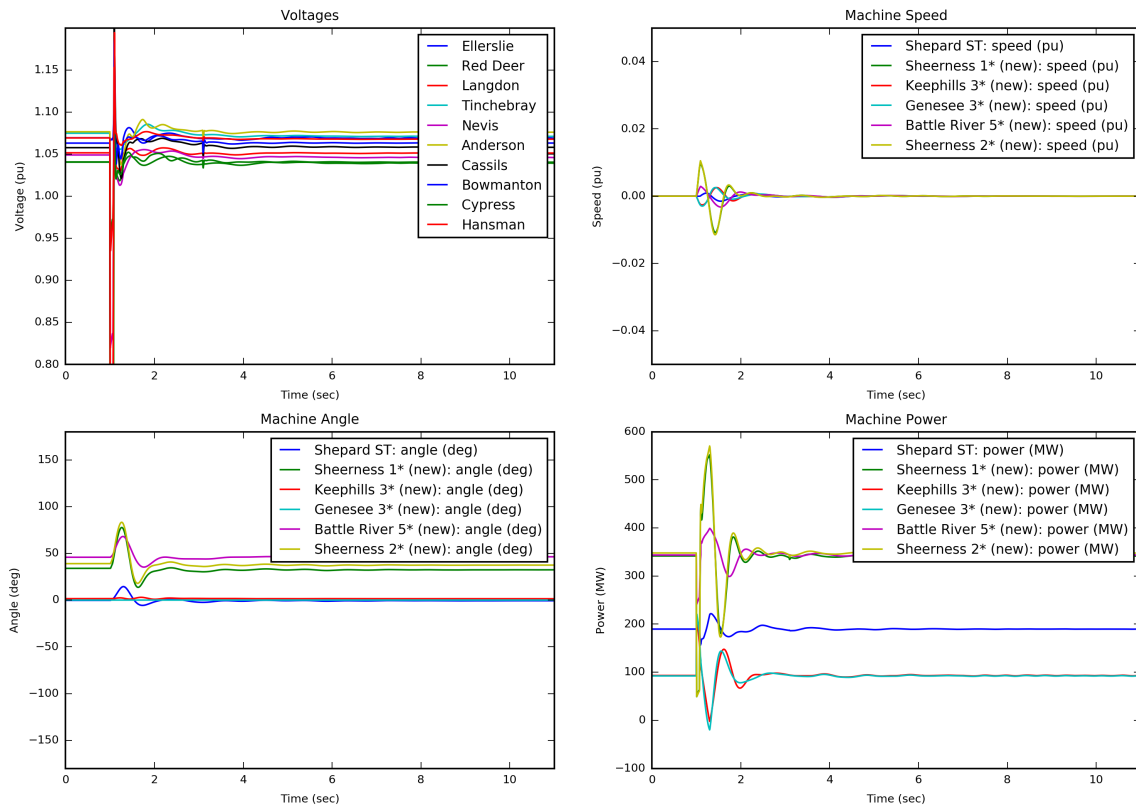 Voltages
1.15
1.10
1.05
1.00
0.95
0.90
0.85
0.80
Voltage (pu)
Ellerslie
Red Deer
Langdon
Tinchebray
Nevis
Anderson
Cassils
Bowmanton
Cypress
Hansman
0 2 4 6 8 10
Time (sec)
Machine Speed
0.04
0.02
0.00
−0.02
−0.04
Speed (pu)
Shepard ST: speed (pu)
Sheerness 1* (new): speed (pu)
Keephills 3* (new): speed (pu)
Genesee 3* (new): speed (pu)
Battle River 5* (new): speed (pu)
Sheerness 2* (new): speed (pu)
0 2 4 6 8 10
Time (sec)
Machine Angle
150
100
50
0
−50
−100
−150
Angle (deg)
Shepard ST: angle (deg)
Sheerness 1* (new): angle (deg)
Keephills 3* (new): angle (deg)
Genesee 3* (new): angle (deg)
Battle River 5* (new): angle (deg)
Sheerness 2* (new): angle (deg)
0 2 4 6 8 10
Time (sec)
Machine Power
600
500
400
300
200
100
0
−100
Power (MW)
Shepard ST: power (MW)
Sheerness 1* (new): power (MW)
Keephills 3* (new): power (MW)
Genesee 3* (new): power (MW)
Battle River 5* (new): power (MW)
Sheerness 2* (new): power (MW)
0 2 4 6 8 10
Time (sec)